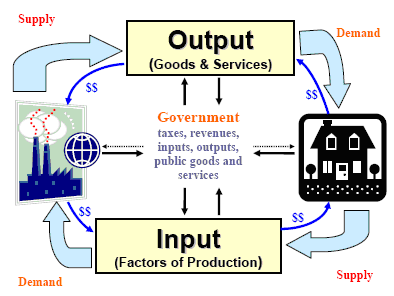 Supply
Output
(Goods & Services)
Demand
$$
$$
Government
taxes, revenues,
inputs, outputs,
public goods and
services
$$
$$
Input
(Factors of Production)
Demand
Supply